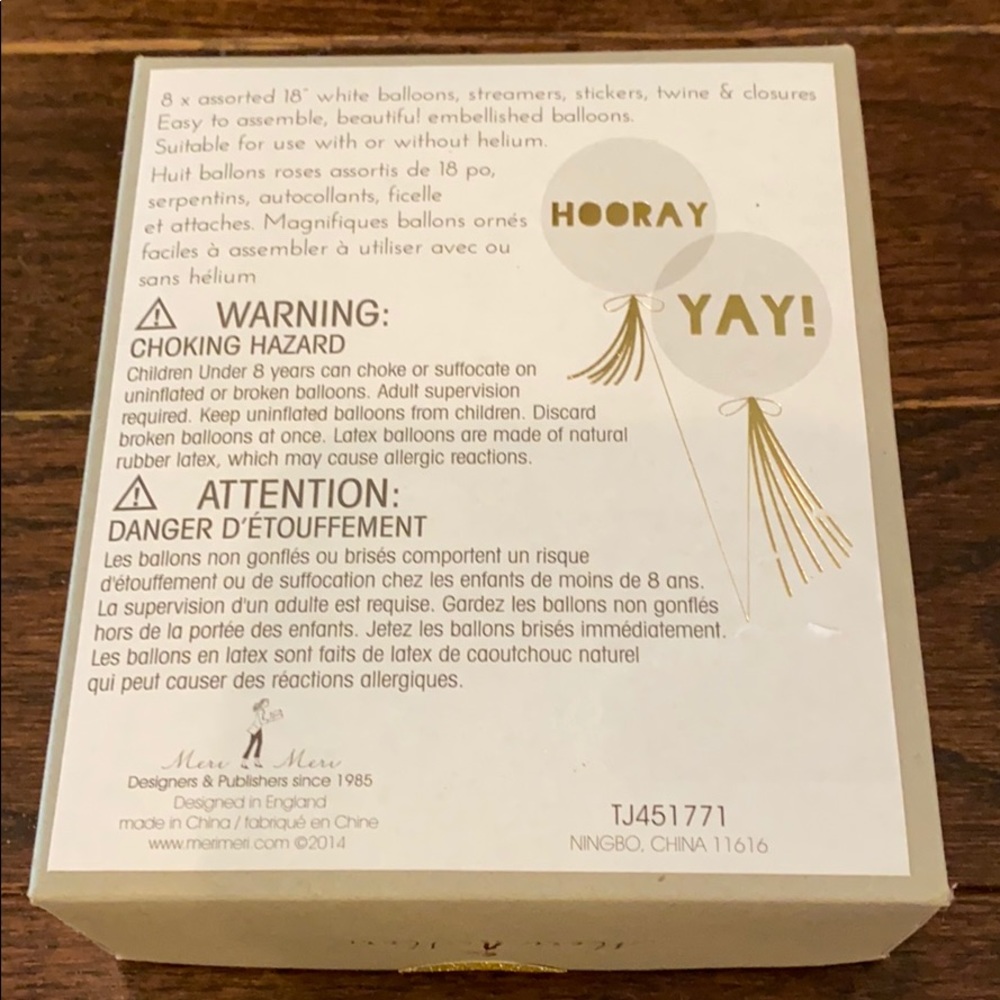 8 x assorted 18" white balloons, streamers, stickers, twine & closures
Easy to assemble, beautiful embellished balloons.
Suitable for use with or without helium.
Huit ballons roses assortis de 18 po,
serpentins, autocollants, ficelle
et attaches. Magnifiques ballons ornés
faciles à assembler à utiliser avec ou
sans hélium
HOORAY
YAY!
WARNING:
CHOKING HAZARD
Children Under 8 years can choke or suffocate on
uninflated or broken balloons. Adult supervision
required. Keep uninflated balloons from children. Discard
broken balloons at once. Latex balloons are made of natural
rubber latex, which may cause allergic reactions.
ATTENTION:
DANGER D'ÉTOUFFEMENT
Les ballons non gonflés ou brisés comportent un risque
d'étouffement ou de suffocation chez les enfants de moins de 8 ans.
La supervision d'un adulte est requise. Gardez les ballons non gonflés
hors de la portée des enfants. Jetez les ballons brisés immédiatement.
Les ballons en latex sont faits de latex de caoutchouc naturel
qui peut causer des réactions allergiques.
Meri Meri
Designers & Publishers since 1985
Designed in England
made in China / fabriqué en Chine
www.merimeri.com ©2014
TJ451771
NINGBO, CHINA 11616